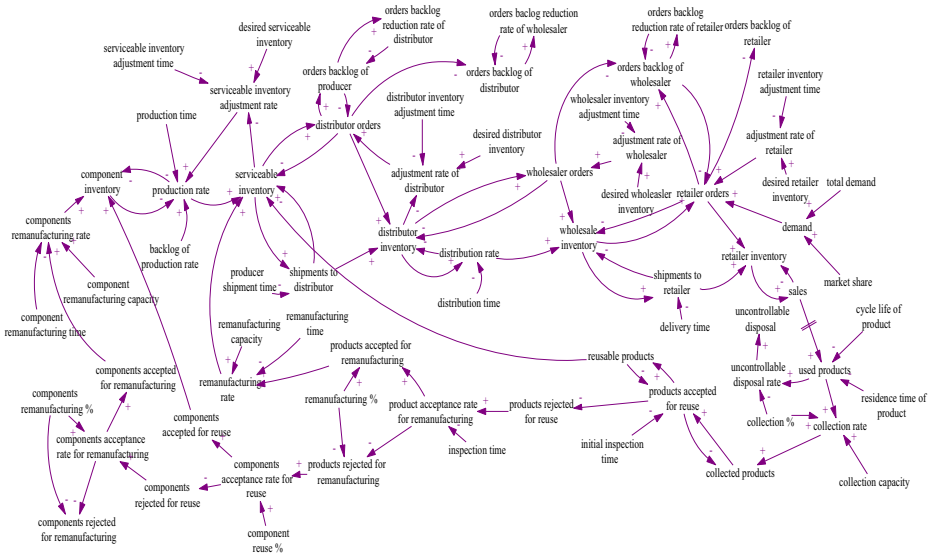 orders backlog
reduction rate of
distributor
orders backlog reduction
rate of wholesaler
orders backlog
reduction rate of retailer
orders backlog of
retailer
serviceable inventory
adjustment time
desired serviceable
inventory
serviceable inventory
adjustment rate
orders backlog of
producer
orders backlog of
distributor
orders backlog of
wholesaler
retailer inventory
adjustment time
production time
distributor inventory
adjustment time
wholesaler inventory
adjustment time
distributor orders
desired distributor
inventory
adjustment rate of
wholesaler
adjustment rate of
retailer
component
inventory
production rate
serviceable
inventory
adjustment rate of
distributor
wholesaler orders
desired wholeasler
inventory
retailer orders
desired retailer
inventory
total demand
components
remanufacturing rate
backlog of
production rate
distributor
inventory
wholesale
inventory
demand
component
remanufacturing capacity
producer
shipment time
shipments to
distributor
distribution rate
retailer inventory
shipments to
retailer
market share
component
remanufacturing time
distribution time
sales
delivery time
uncontrollable
disposal
cycle life of
product
remanufacturing
capacity
remanufacturing
time
products accepted for
remanufacturing
reusable products
components accepted
for remanufacturing
remanufacturing
rate
uncontrollable
disposal rate
used products
components
remanufacturing %
remanufacturing %
product acceptance rate
for remanufacturing
products rejected
for reuse
products accepted
for reuse
residence time of
product
components
accepted for reuse
collection %
collection rate
components acceptance
rate for remanufacturing
inspection time
initial inspection
time
components
acceptance rate for
reuse
products rejected for
remanufacturing
collected products
collection capacity
components
rejected for reuse
components rejected
for remanufacturing
component
reuse %